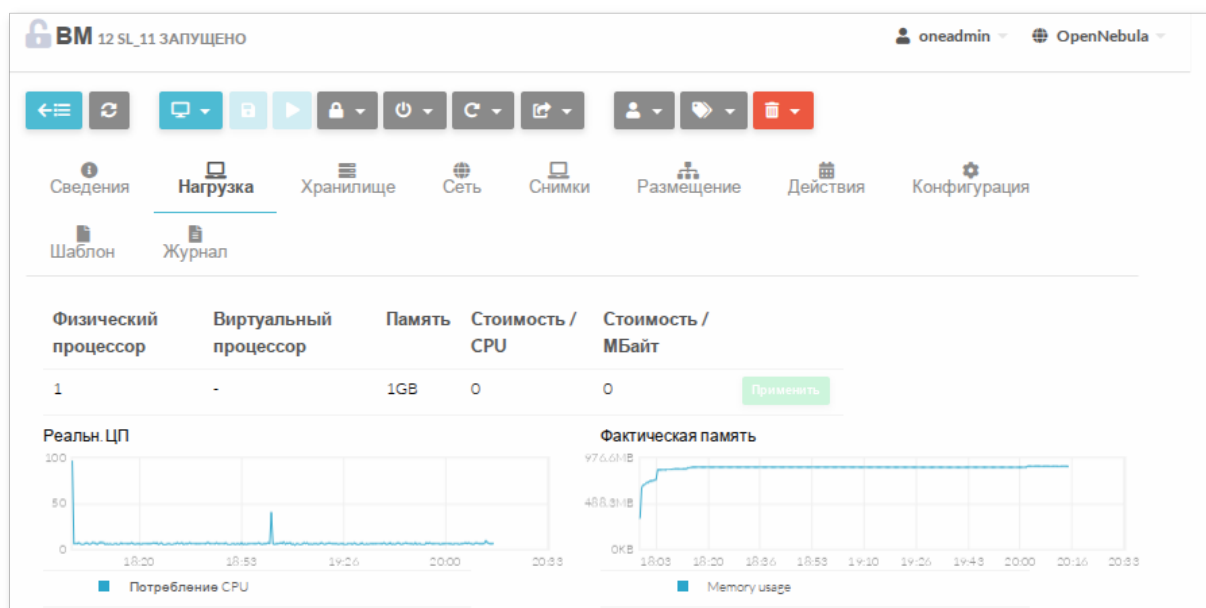 ВМ 12 SL_11 ЗАПУЩЕНО
oneadmin OpenNebula
Сведения Нагрузка Хранилище Сеть Снимки Размещение Действия Конфигурация
Шаблон Журнал
Физический Виртуальный Память Стоимость / Стоимость /
процессор процессор CPU МБайт
1 - 1GB 0 0 Применить
Реальн. ЦП Фактическая память
100 976.6MB
50 488.3MB
0 0KB
18:20 18:53 19:26 20:00 20:33 18:03 18:20 18:36 18:53 19:10 19:26 19:43 20:00 20:16 20:33
Потребление CPU Memory usage